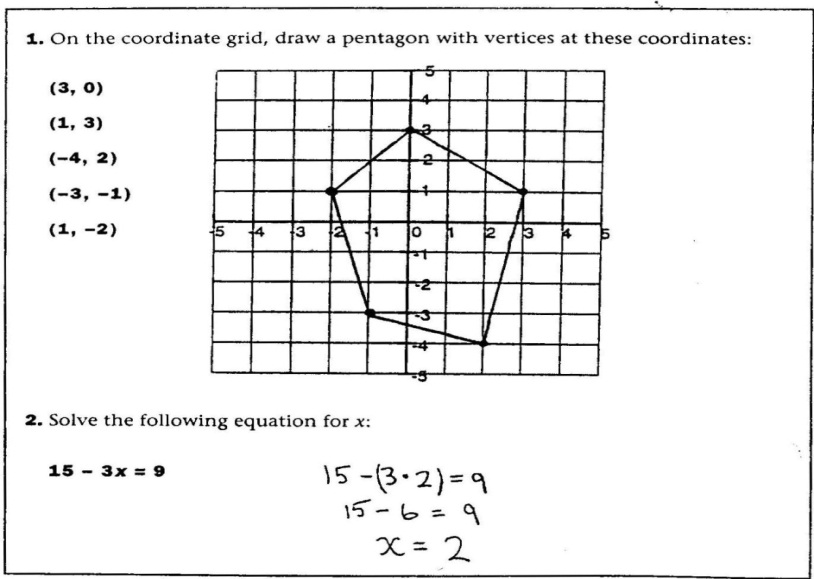 1. On the coordinate grid, draw a pentagon with vertices at these coordinates:
(3, 0)
(1, 3)
(-4, 2)
(-3, -1)
(1, -2)
5
4
3
2
1
-5 -4 -3 -2 -1 0 1 2 3 4 5
-1
-2
-3
-4
-5
2. Solve the following equation for x:
15 - 3x = 9
15 - (3 · 2) = 9
15 - 6 = 9
x = 2